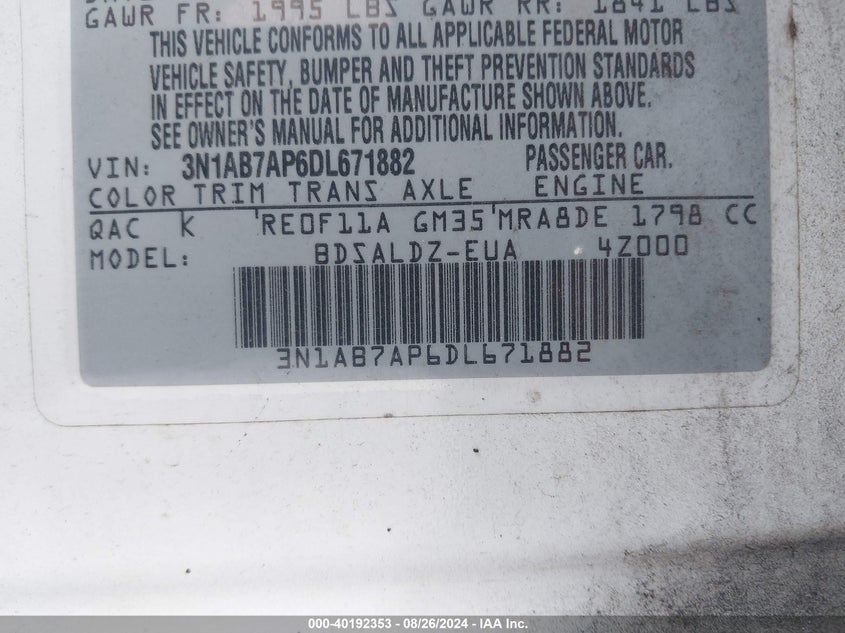 GAWR FR: 1995 LBS GAWR RR: 1841 LBS
THIS VEHICLE CONFORMS TO ALL APPLICABLE FEDERAL MOTOR
VEHICLE SAFETY, BUMPER AND THEFT PREVENTION STANDARDS
IN EFFECT ON THE DATE OF MANUFACTURE SHOWN ABOVE.
SEE OWNER'S MANUAL FOR ADDITIONAL INFORMATION.
VIN: 3N1AB7AP6DL671882 PASSENGER CAR.
COLOR TRIM TRANS AXLE ENGINE
QAC K 'RE0F11A GM35'MRA8DE 1798 CC
MODEL: BDSALDZ-EUA 4Z000
3N1AB7AP6DL671882
000-40192353 | 08/26/2024 - IAA Inc.